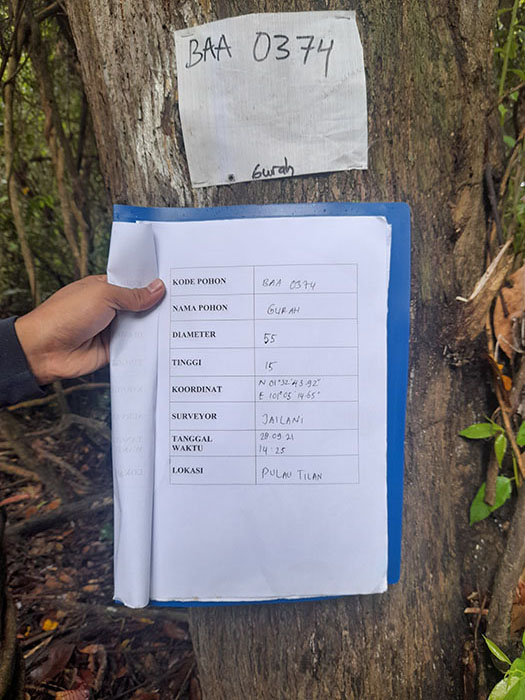 BAA 0374
Gurah
KODE POHON BAA 0374
NAMA POHON GURAH
DIAMETER 55
TINGGI 15
KOORDINAT N 01°32'43.92"
E 101°05'14.65"
SURVEYOR JAILANI
TANGGAL 28.09.21
WAKTU 14:25
LOKASI PULAU TILAN